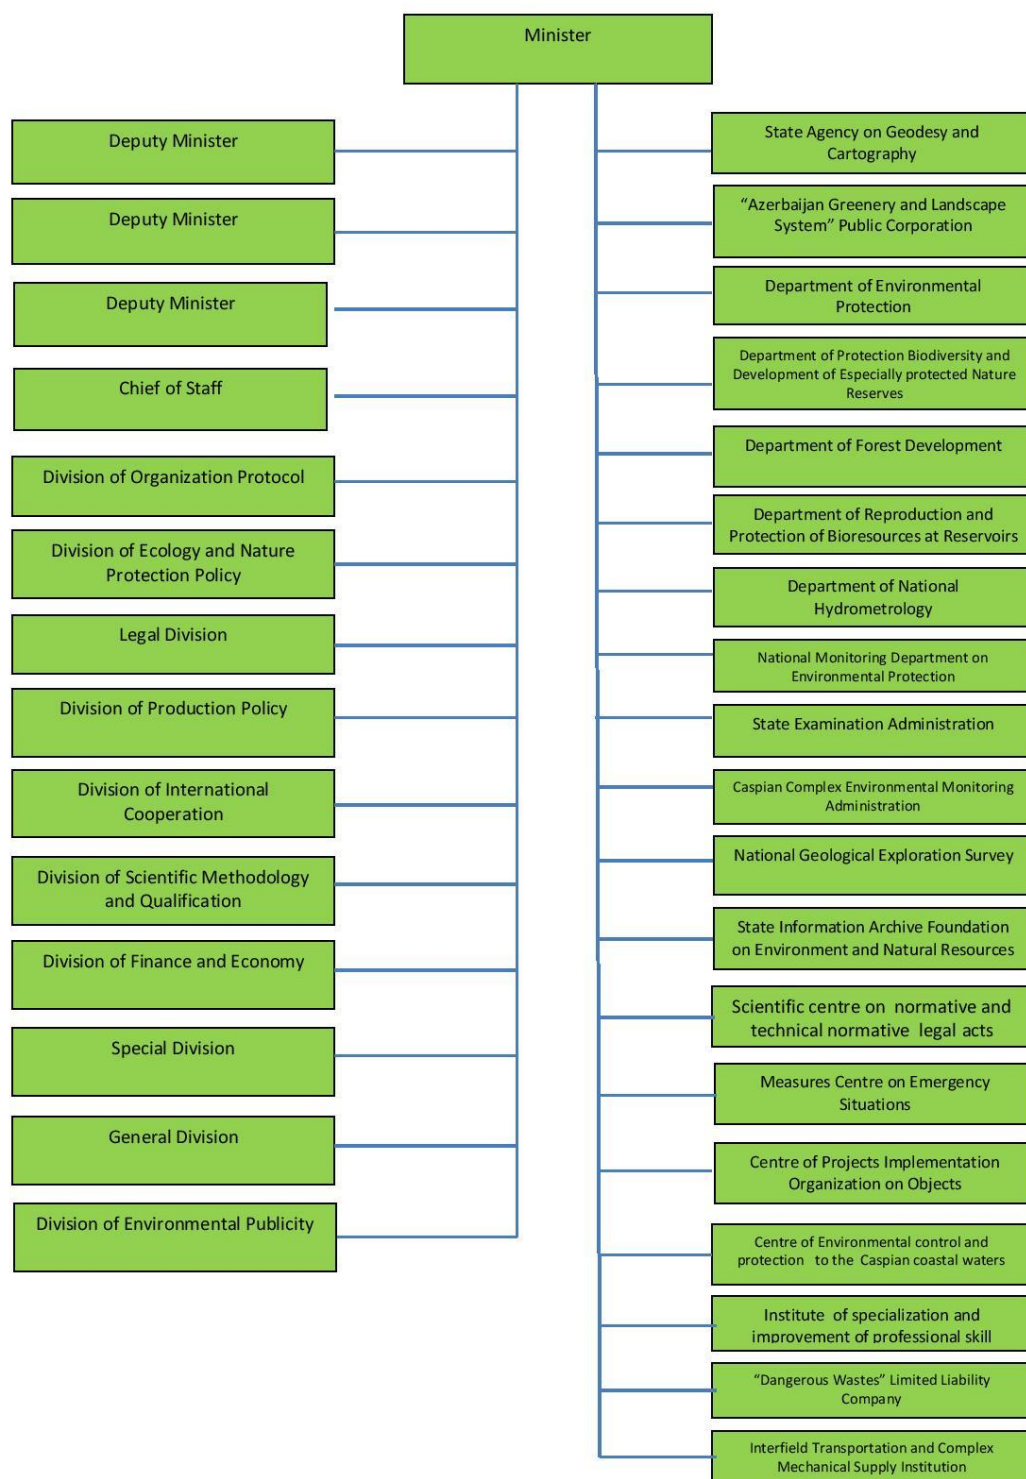 Minister
Deputy Minister
Deputy Minister
Deputy Minister
Chief of Staff
Division of Organization Protocol
Division of Ecology and Nature
Protection Policy
Legal Division
Division of Production Policy
Division of International
Cooperation
Division of Scientific Methodology
and Qualification
Division of Finance and Economy
Special Division
General Division
Division of Environmental Publicity
State Agency on Geodesy and
Cartography
“Azerbaijan Greenery and Landscape
System” Public Corporation
Department of Environmental
Protection
Department of Protection Biodiversity and
Development of Especially protected Nature
Reserves
Department of Forest Development
Department of Reproduction and
Protection of Bioresources at Reservoirs
Department of National
Hydrometrology
National Monitoring Department on
Environmental Protection
State Examination Administration
Caspian Complex Environmental Monitoring
Administration
National Geological Exploration Survey
State Information Archive Foundation
on Environment and Natural Resources
Scientific centre on normative and
technical normative legal acts
Measures Centre on Emergency
Situations
Centre of Projects Implementation
Organization on Objects
Centre of Environmental control and
protection to the Caspian coastal waters
Institute of specialization and
improvement of professional skill
“Dangerous Wastes” Limited Liability
Company
Interfield Transportation and Complex
Mechanical Supply Institution